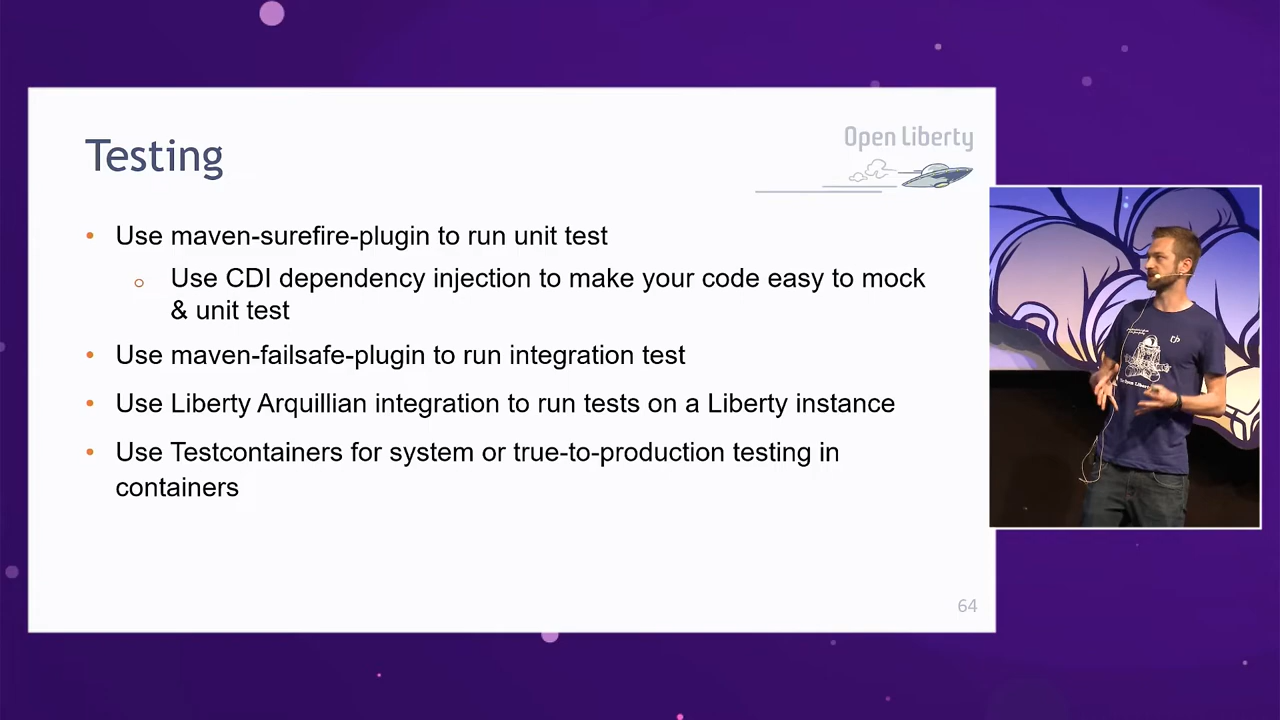 Testing
Open Liberty
• Use maven-surefire-plugin to run unit test
○ Use CDI dependency injection to make your code easy to mock
& unit test
• Use maven-failsafe-plugin to run integration test
• Use Liberty Arquillian integration to run tests on a Liberty instance
• Use Testcontainers for system or true-to-production testing in
containers
64